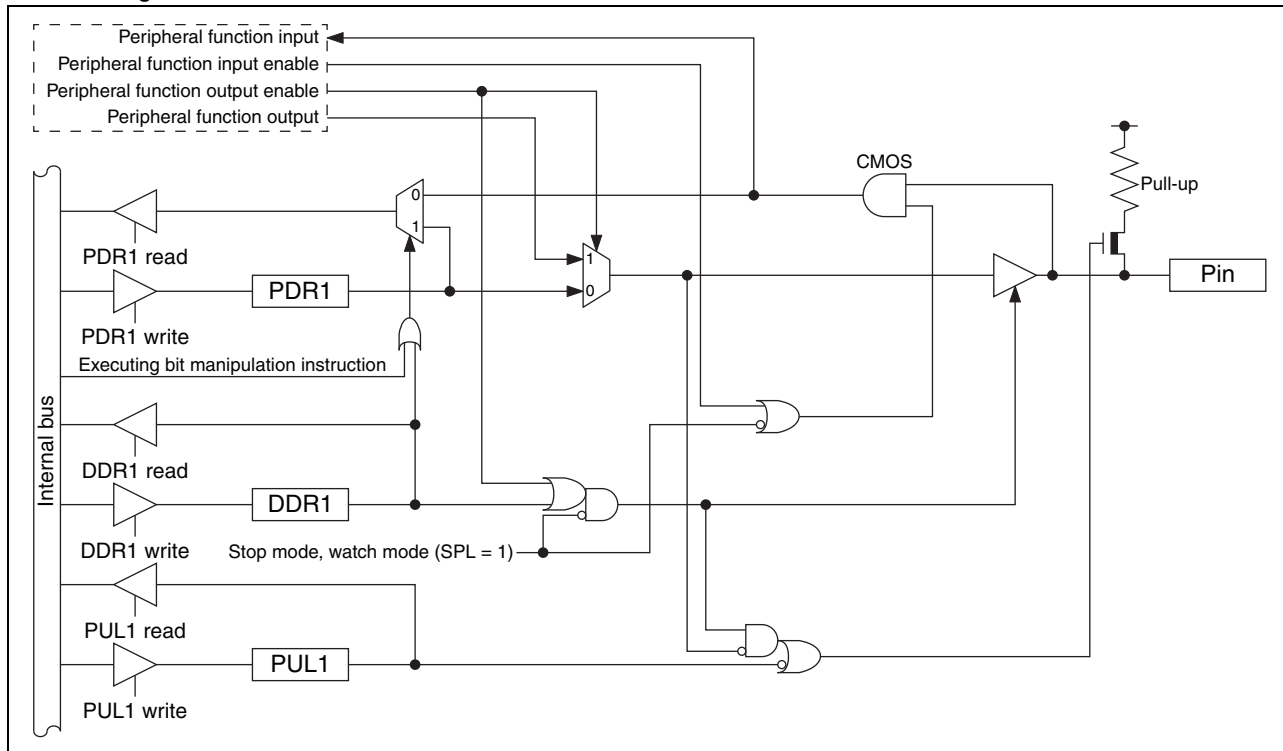 Peripheral function input
Peripheral function input enable
Peripheral function output enable
Peripheral function output
CMOS
Pull-up
0
1
PDR1 read
1
0
Pin
PDR1
PDR1 write
Executing bit manipulation instruction
Internal bus
DDR1 read
DDR1
DDR1 write
Stop mode, watch mode (SPL = 1)
PUL1 read
PUL1
PUL1 write